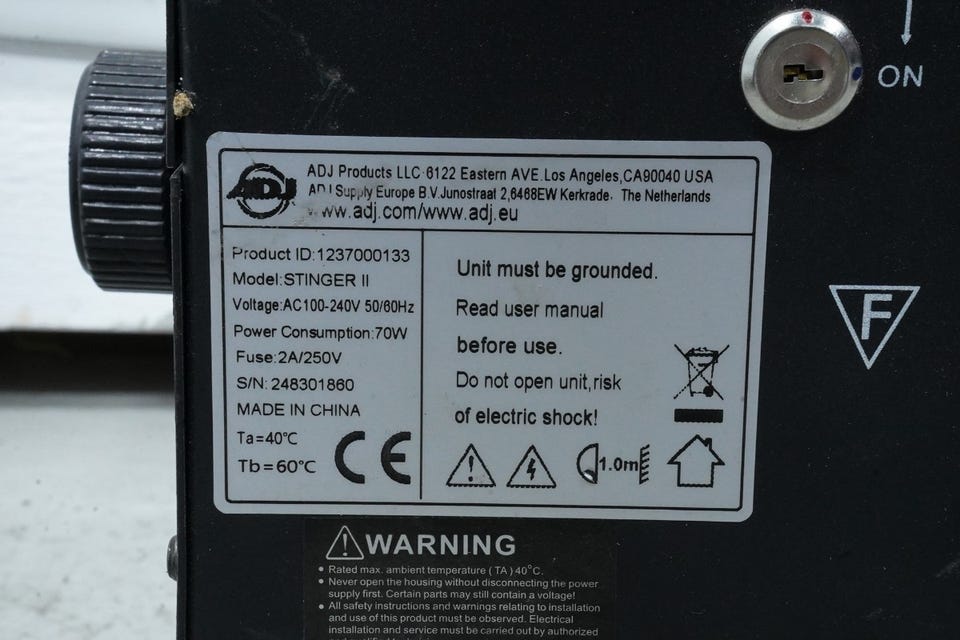 ON
ADJ
ADJ Products LLC·6122 Eastern AVE.Los Angeles,CA90040 USA
ADJ Supply Europe B.V.Junostraat 2,6468EW Kerkrade. The Netherlands
www.adj.com/www.adj.eu
Product ID:1237000133
Model:STINGER II
Voltage:AC100-240V 50/60Hz
Power Consumption:70W
Fuse:2A/250V
S/N: 248301860
MADE IN CHINA
Ta=40℃
Tb=60℃
CE
Unit must be grounded.
Read user manual
before use.
Do not open unit,risk
of electric shock!
1.0m
F
WARNING
• Rated max. ambient temperature ( TA ) 40°C.
• Never open the housing without disconnecting the power
supply first. Certain parts may still contain a voltage!
• All safety instructions and warnings relating to installation
and use of this product must be observed. Electrical
installation and service must be carried out by authorized